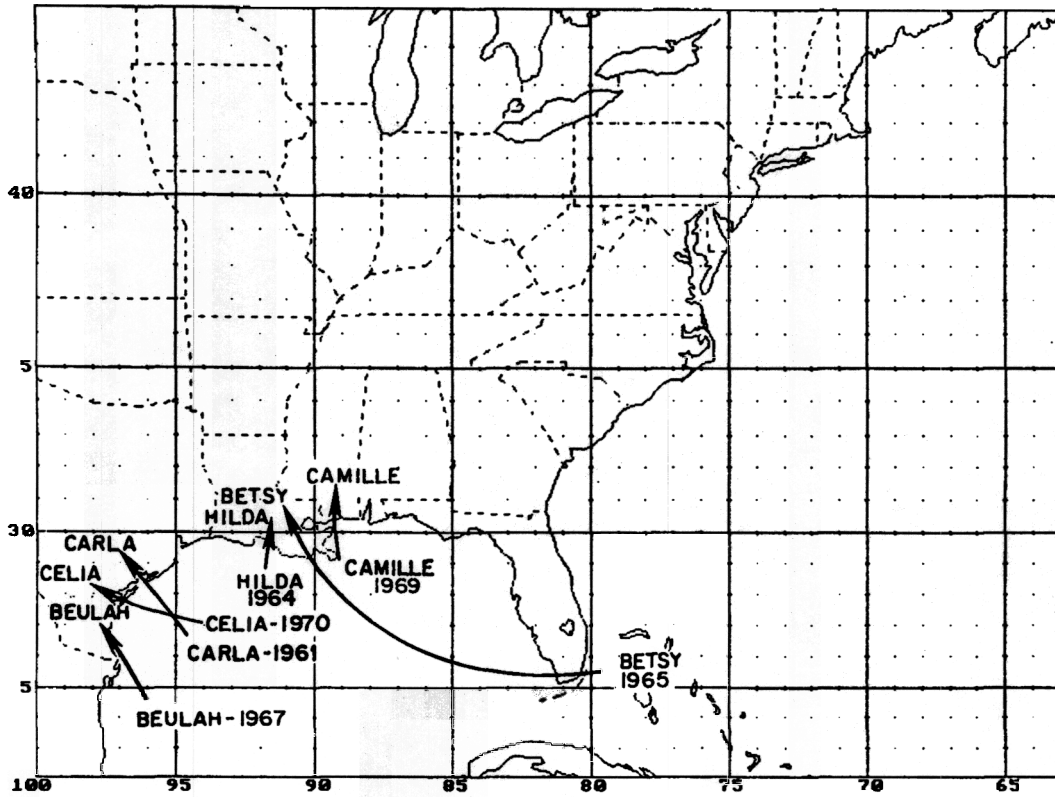 40
5
CAMILLE
BETSY
HILDA
30
CARLA
CAMILLE
1969
CELIA
HILDA
1964
BEULAH
CELIA-1970
CARLA-1961
BETSY
1965
5
BEULAH-1967
100 95 90 85 80 75 70 65